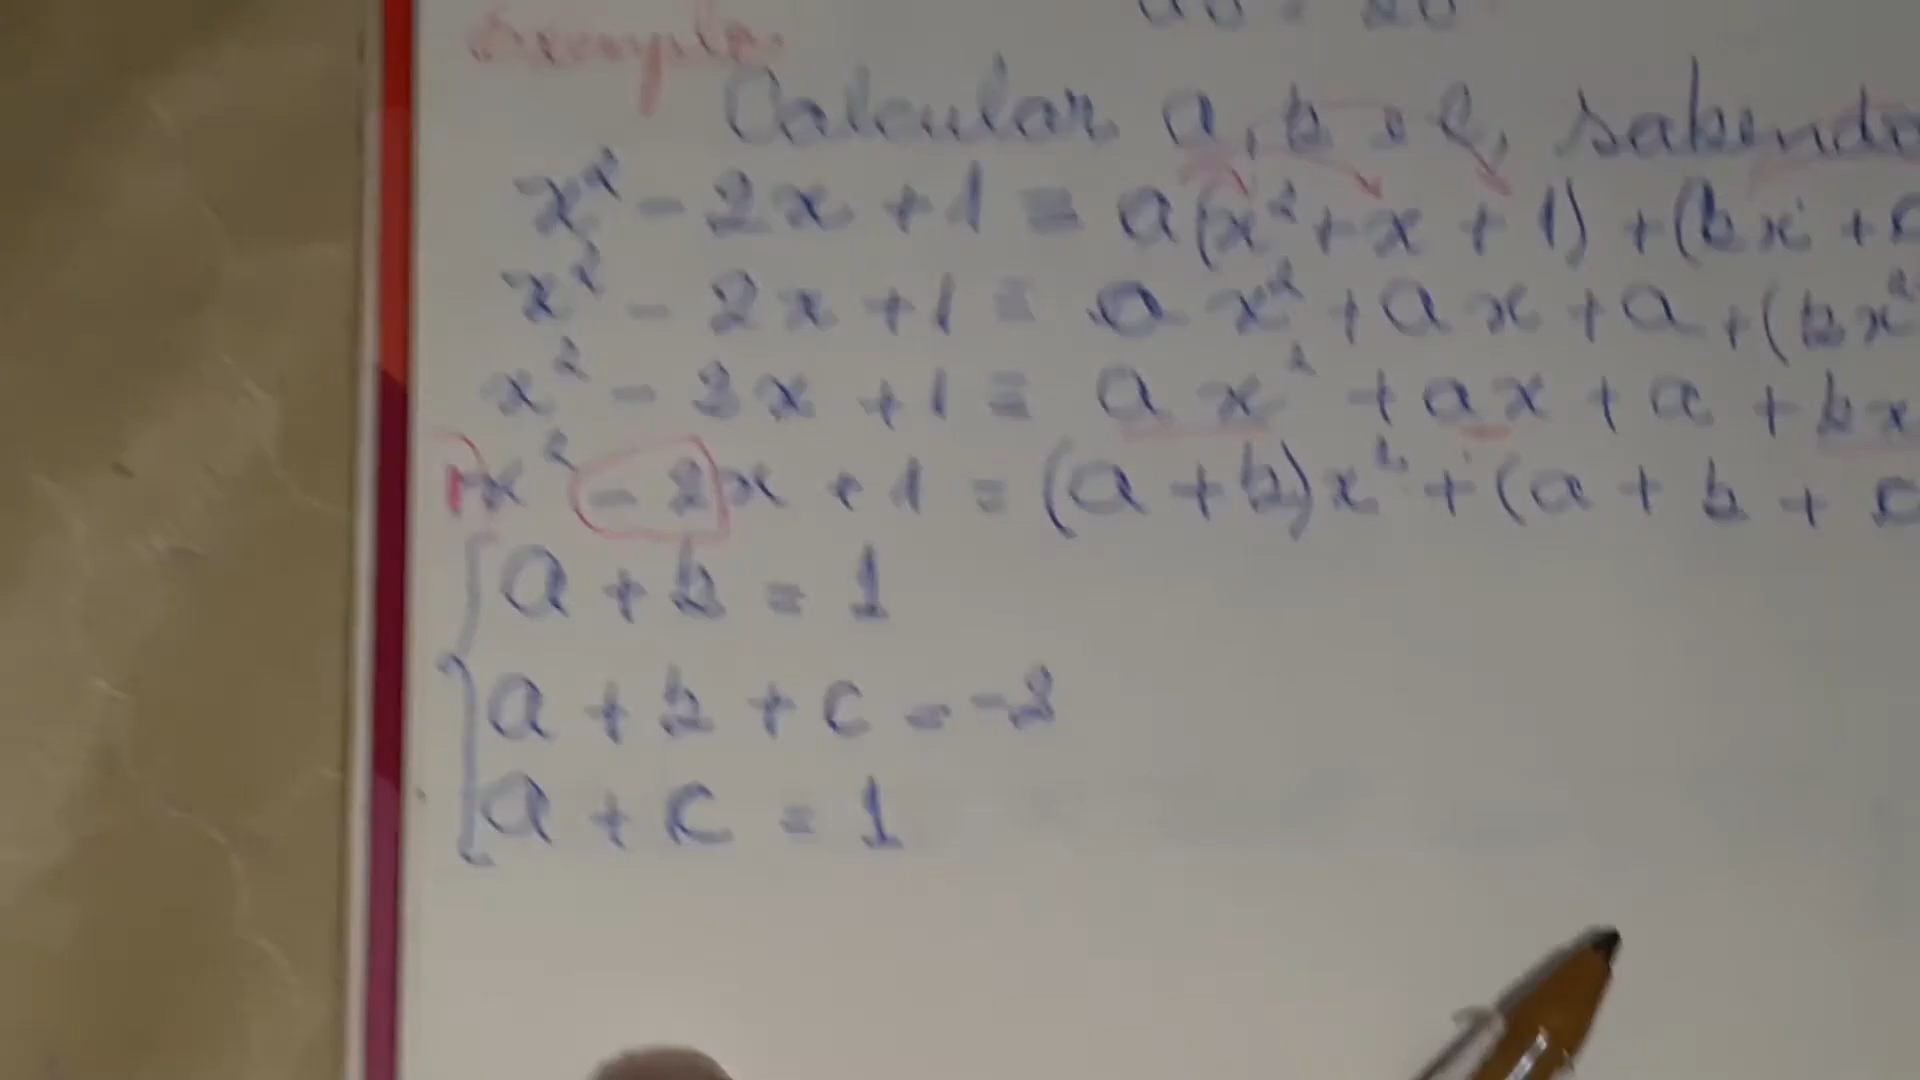 Exemplo
Calcular a, b e c, sabendo
x² - 2x + 1 ≡ a(x² + x + 1) + (bx + c
x² - 2x + 1 ≡ ax² + ax + a + (bx²
x² - 2x + 1 ≡ ax² + ax + a + bx
1x² - 2x + 1 = (a + b)x² + (a + b + c
a + b = 1
a + b + c = -2
a + c = 1